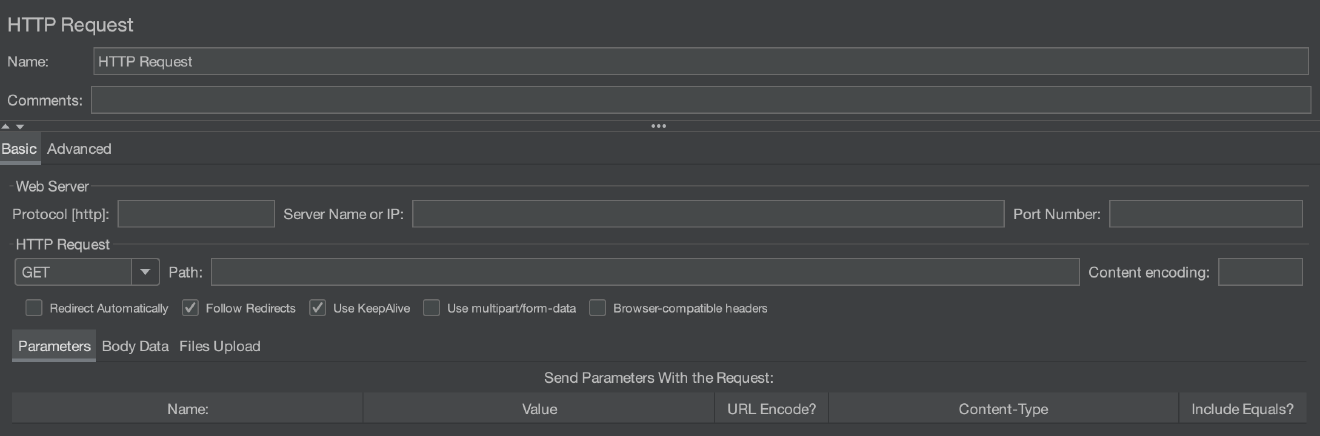 HTTP Request
Name: HTTP Request
Comments:
Basic Advanced
Web Server
Protocol [http]: Server Name or IP: Port Number:
HTTP Request
GET Path: Content encoding:
Redirect Automatically Follow Redirects Use KeepAlive Use multipart/form-data Browser-compatible headers
Parameters Body Data Files Upload
Send Parameters With the Request:
Name: Value URL Encode? Content-Type Include Equals?